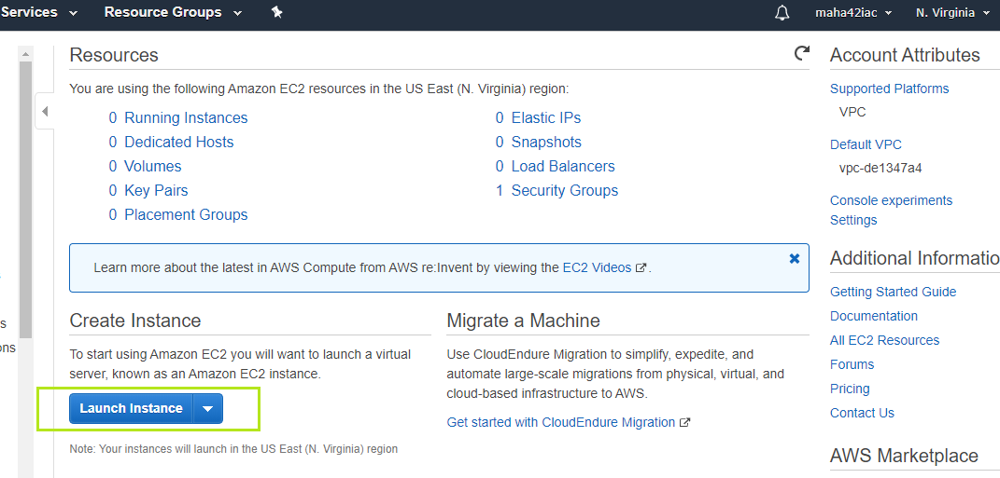 Services Resource Groups maha42iac N. Virginia
Resources
You are using the following Amazon EC2 resources in the US East (N. Virginia) region:
0 Running Instances
0 Dedicated Hosts
0 Volumes
0 Key Pairs
0 Placement Groups
0 Elastic IPs
0 Snapshots
0 Load Balancers
1 Security Groups
Learn more about the latest in AWS Compute from AWS re:Invent by viewing the EC2 Videos .
Create Instance
To start using Amazon EC2 you will want to launch a virtual
server, known as an Amazon EC2 instance.
Launch Instance
Note: Your instances will launch in the US East (N. Virginia) region
Migrate a Machine
Use CloudEndure Migration to simplify, expedite, and
automate large-scale migrations from physical, virtual, and
cloud-based infrastructure to AWS.
Get started with CloudEndure Migration
Account Attributes
Supported Platforms
VPC
Default VPC
vpc-de1347a4
Console experiments
Settings
Additional Informatio
Getting Started Guide
Documentation
All EC2 Resources
Forums
Pricing
Contact Us
AWS Marketplace